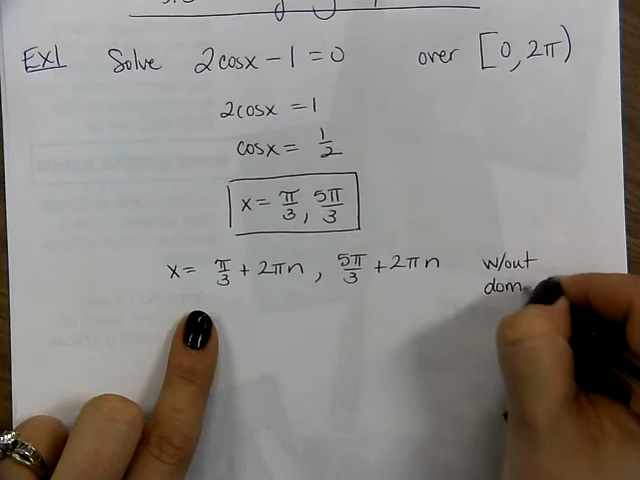 EX1 Solve 2cosx - 1 = 0 over [0, 2π)
2cosx = 1
cosx = 1/2
x = π/3, 5π/3
x = π/3 + 2πn, 5π/3 + 2πn w/out
dom